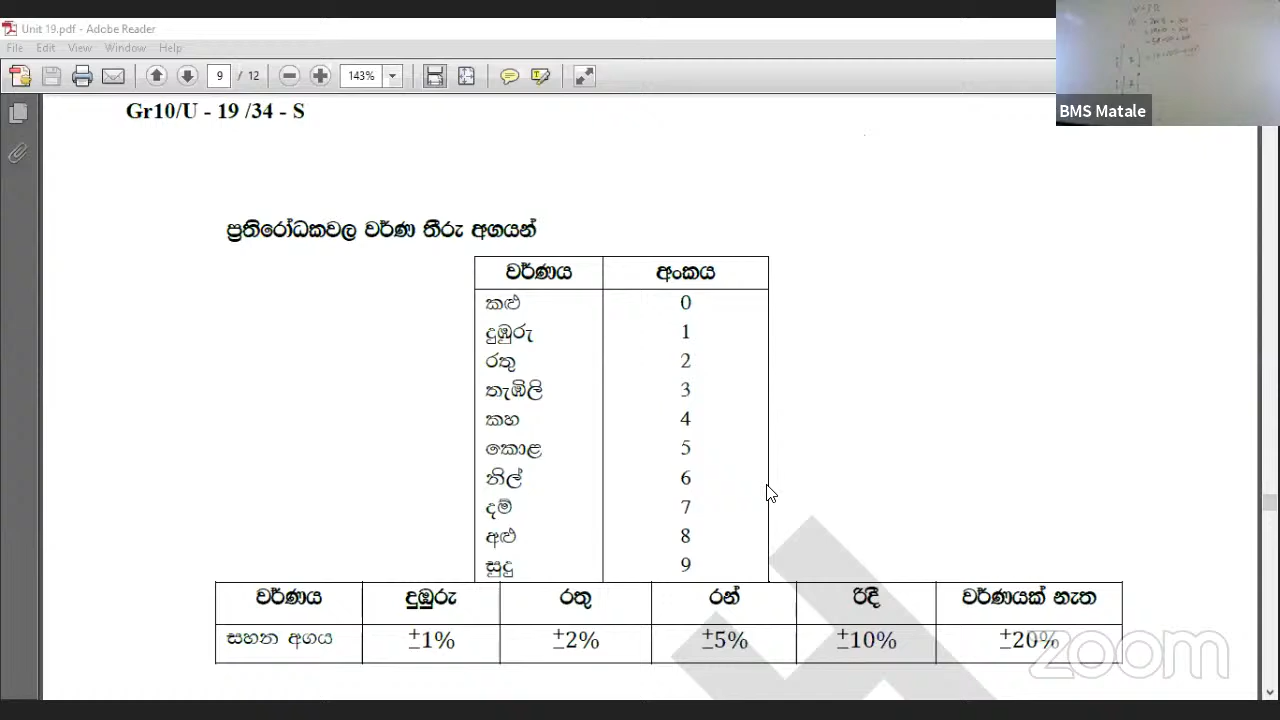 Unit 19.pdf - Adobe Reader
File Edit View Window Help
9 / 12 143%
BMS Matale
Gr10/U - 19 /34 - S
ප්‍රතිරෝධකවල වර්ණ තීරු අගයන්
වර්ණය අංකය
කළු 0
දුඹුරු 1
රතු 2
තැඹිලි 3
කහ 4
කොළ 5
නිල් 6
දම් 7
අළු 8
සුදු 9
වර්ණය දුඹුරු රතු රන් රිදී වර්ණයක් නැත
සහන අගය ±1% ±2% ±5% ±10% ±20%
zoom